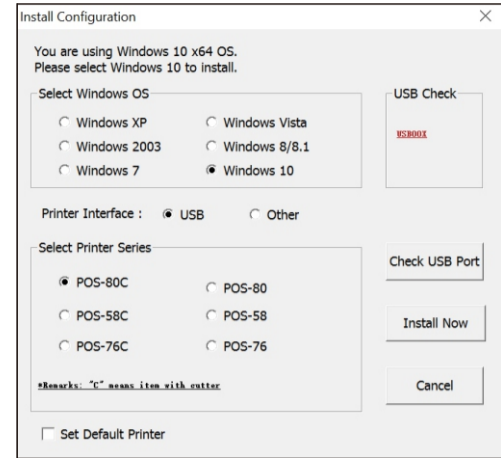 Install Configuration
You are using Windows 10 x64 OS.
Please select Windows 10 to install.
Select Windows OS
Windows XP
Windows Vista
Windows 2003
Windows 8/8.1
Windows 7
Windows 10
USB Check
USB00X
Printer Interface :
USB
Other
Select Printer Series
POS-80C
POS-80
POS-58C
POS-58
POS-76C
POS-76
*Remarks: "C" means item with cutter
Check USB Port
Install Now
Cancel
Set Default Printer